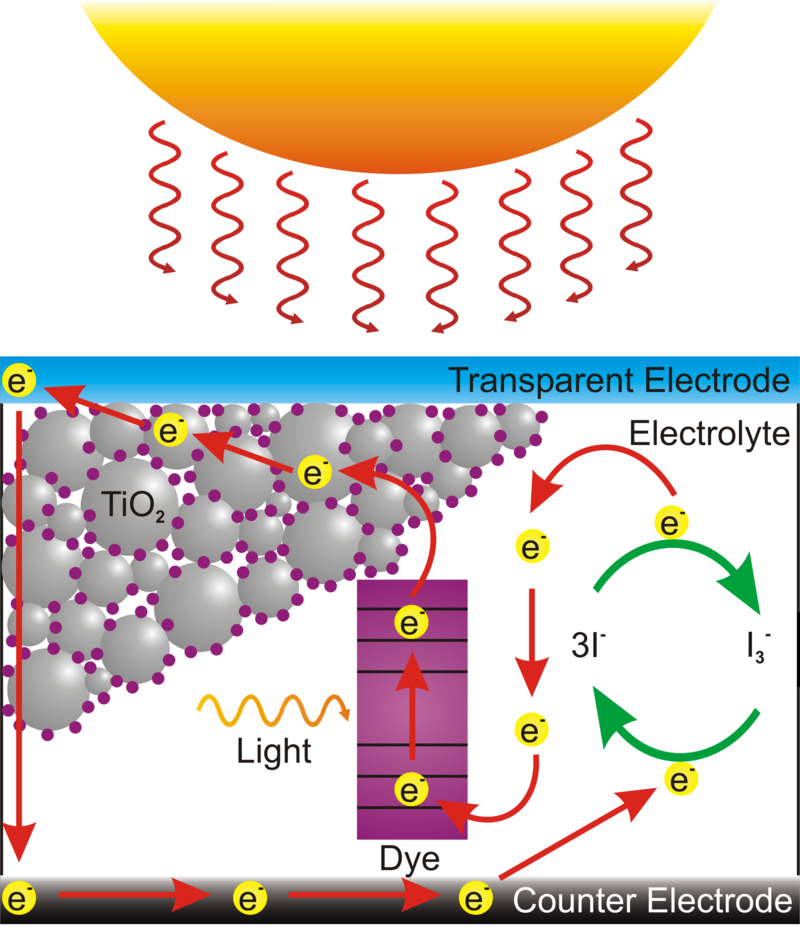 e⁻
Transparent Electrode
e⁻
Electrolyte
e⁻
TiO₂
e⁻
e⁻
e⁻
3I⁻
I₃⁻
e⁻
Light
e⁻
e⁻
Dye
e⁻
e⁻
e⁻
Counter Electrode